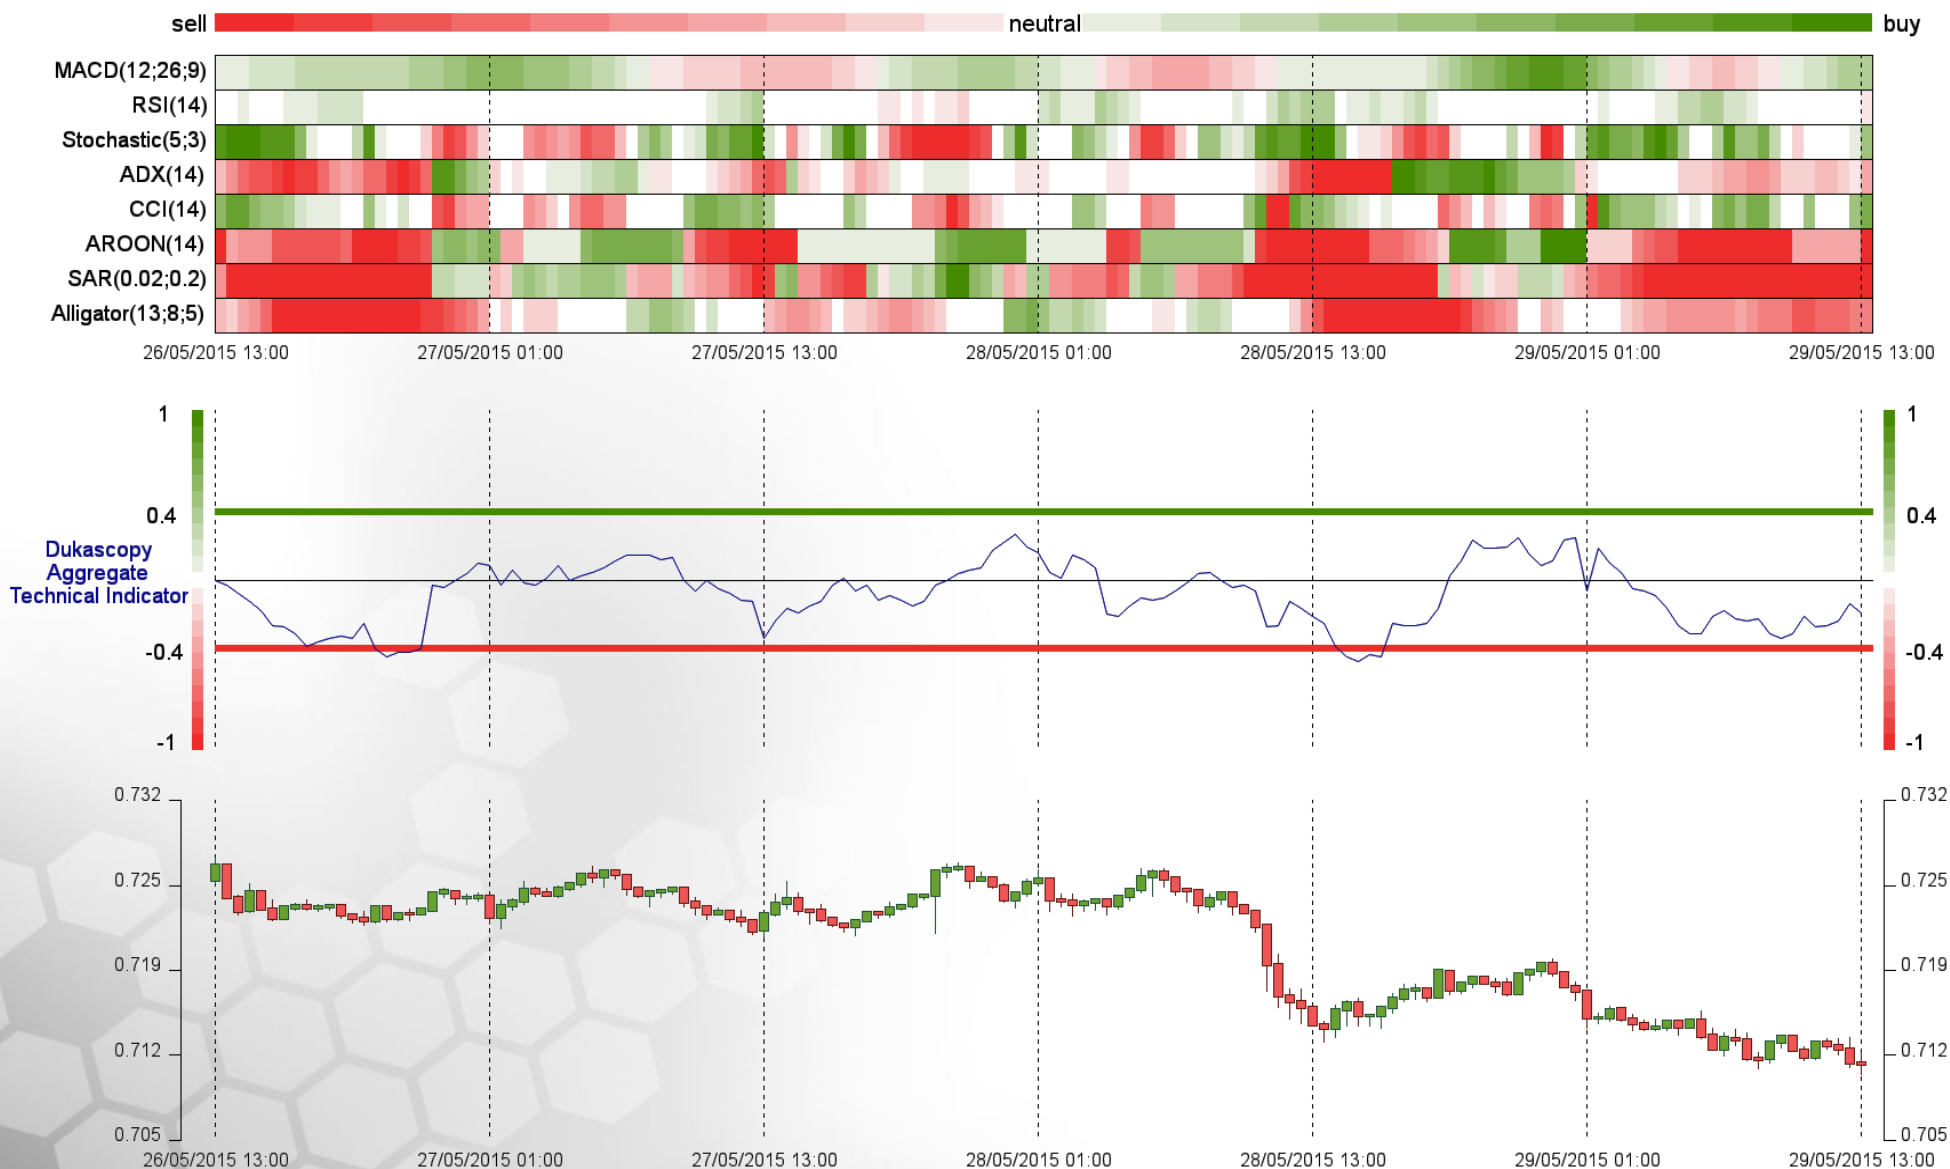 sell neutral buy
MACD(12;26;9)
RSI(14)
Stochastic(5;3)
ADX(14)
CCI(14)
AROON(14)
SAR(0.02;0.2)
Alligator(13;8;5)
26/05/2015 13:00 27/05/2015 01:00 27/05/2015 13:00 28/05/2015 01:00 28/05/2015 13:00 29/05/2015 01:00 29/05/2015 13:00
1 1
0.4 0.4
Dukascopy
Aggregate
Technical Indicator
-0.4 -0.4
-1 -1
0.732 0.732
0.725 0.725
0.719 0.719
0.712 0.712
0.705 0.705
26/05/2015 13:00 27/05/2015 01:00 27/05/2015 13:00 28/05/2015 01:00 28/05/2015 13:00 29/05/2015 01:00 29/05/2015 13:00